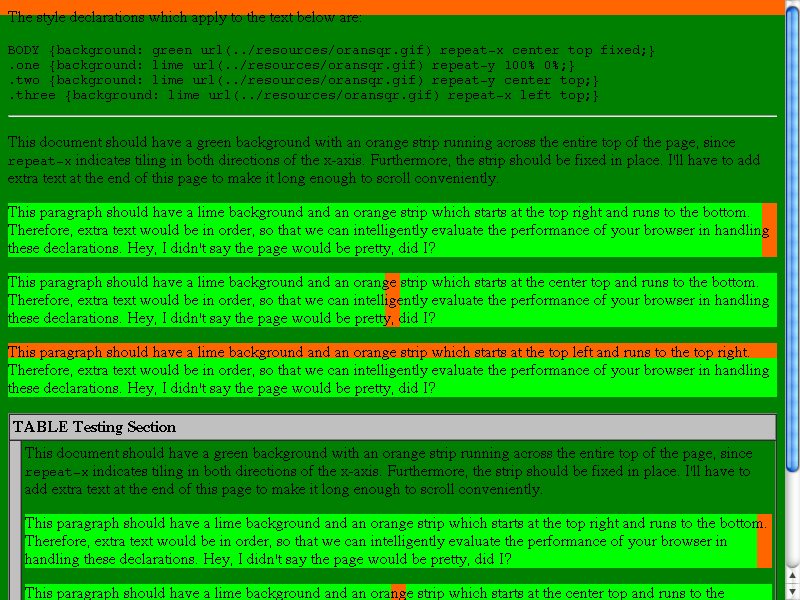 The style declarations which apply to the text below are:
BODY {background: green url(../resources/oransqr.gif) repeat-x center top fixed;}
.one {background: lime url(../resources/oransqr.gif) repeat-y 100% 0%;}
.two {background: lime url(../resources/oransqr.gif) repeat-y center top;}
.three {background: lime url(../resources/oransqr.gif) repeat-x left top;}
This document should have a green background with an orange strip running across the entire top of the page, since
repeat-x indicates tiling in both directions of the x-axis. Furthermore, the strip should be fixed in place. I'll have to add
extra text at the end of this page to make it long enough to scroll conveniently.
This paragraph should have a lime background and an orange strip which starts at the top right and runs to the bottom.
Therefore, extra text would be in order, so that we can intelligently evaluate the performance of your browser in handling
these declarations. Hey, I didn't say the page would be pretty, did I?
This paragraph should have a lime background and an orange strip which starts at the center top and runs to the bottom.
Therefore, extra text would be in order, so that we can intelligently evaluate the performance of your browser in handling
these declarations. Hey, I didn't say the page would be pretty, did I?
This paragraph should have a lime background and an orange strip which starts at the top left and runs to the top right.
Therefore, extra text would be in order, so that we can intelligently evaluate the performance of your browser in handling
these declarations. Hey, I didn't say the page would be pretty, did I?
TABLE Testing Section
This document should have a green background with an orange strip running across the entire top of the page, since
repeat-x indicates tiling in both directions of the x-axis. Furthermore, the strip should be fixed in place. I'll have to
add extra text at the end of this page to make it long enough to scroll conveniently.
This paragraph should have a lime background and an orange strip which starts at the top right and runs to the bottom.
Therefore, extra text would be in order, so that we can intelligently evaluate the performance of your browser in
handling these declarations. Hey, I didn't say the page would be pretty, did I?
This paragraph should have a lime background and an orange strip which starts at the center top and runs to the